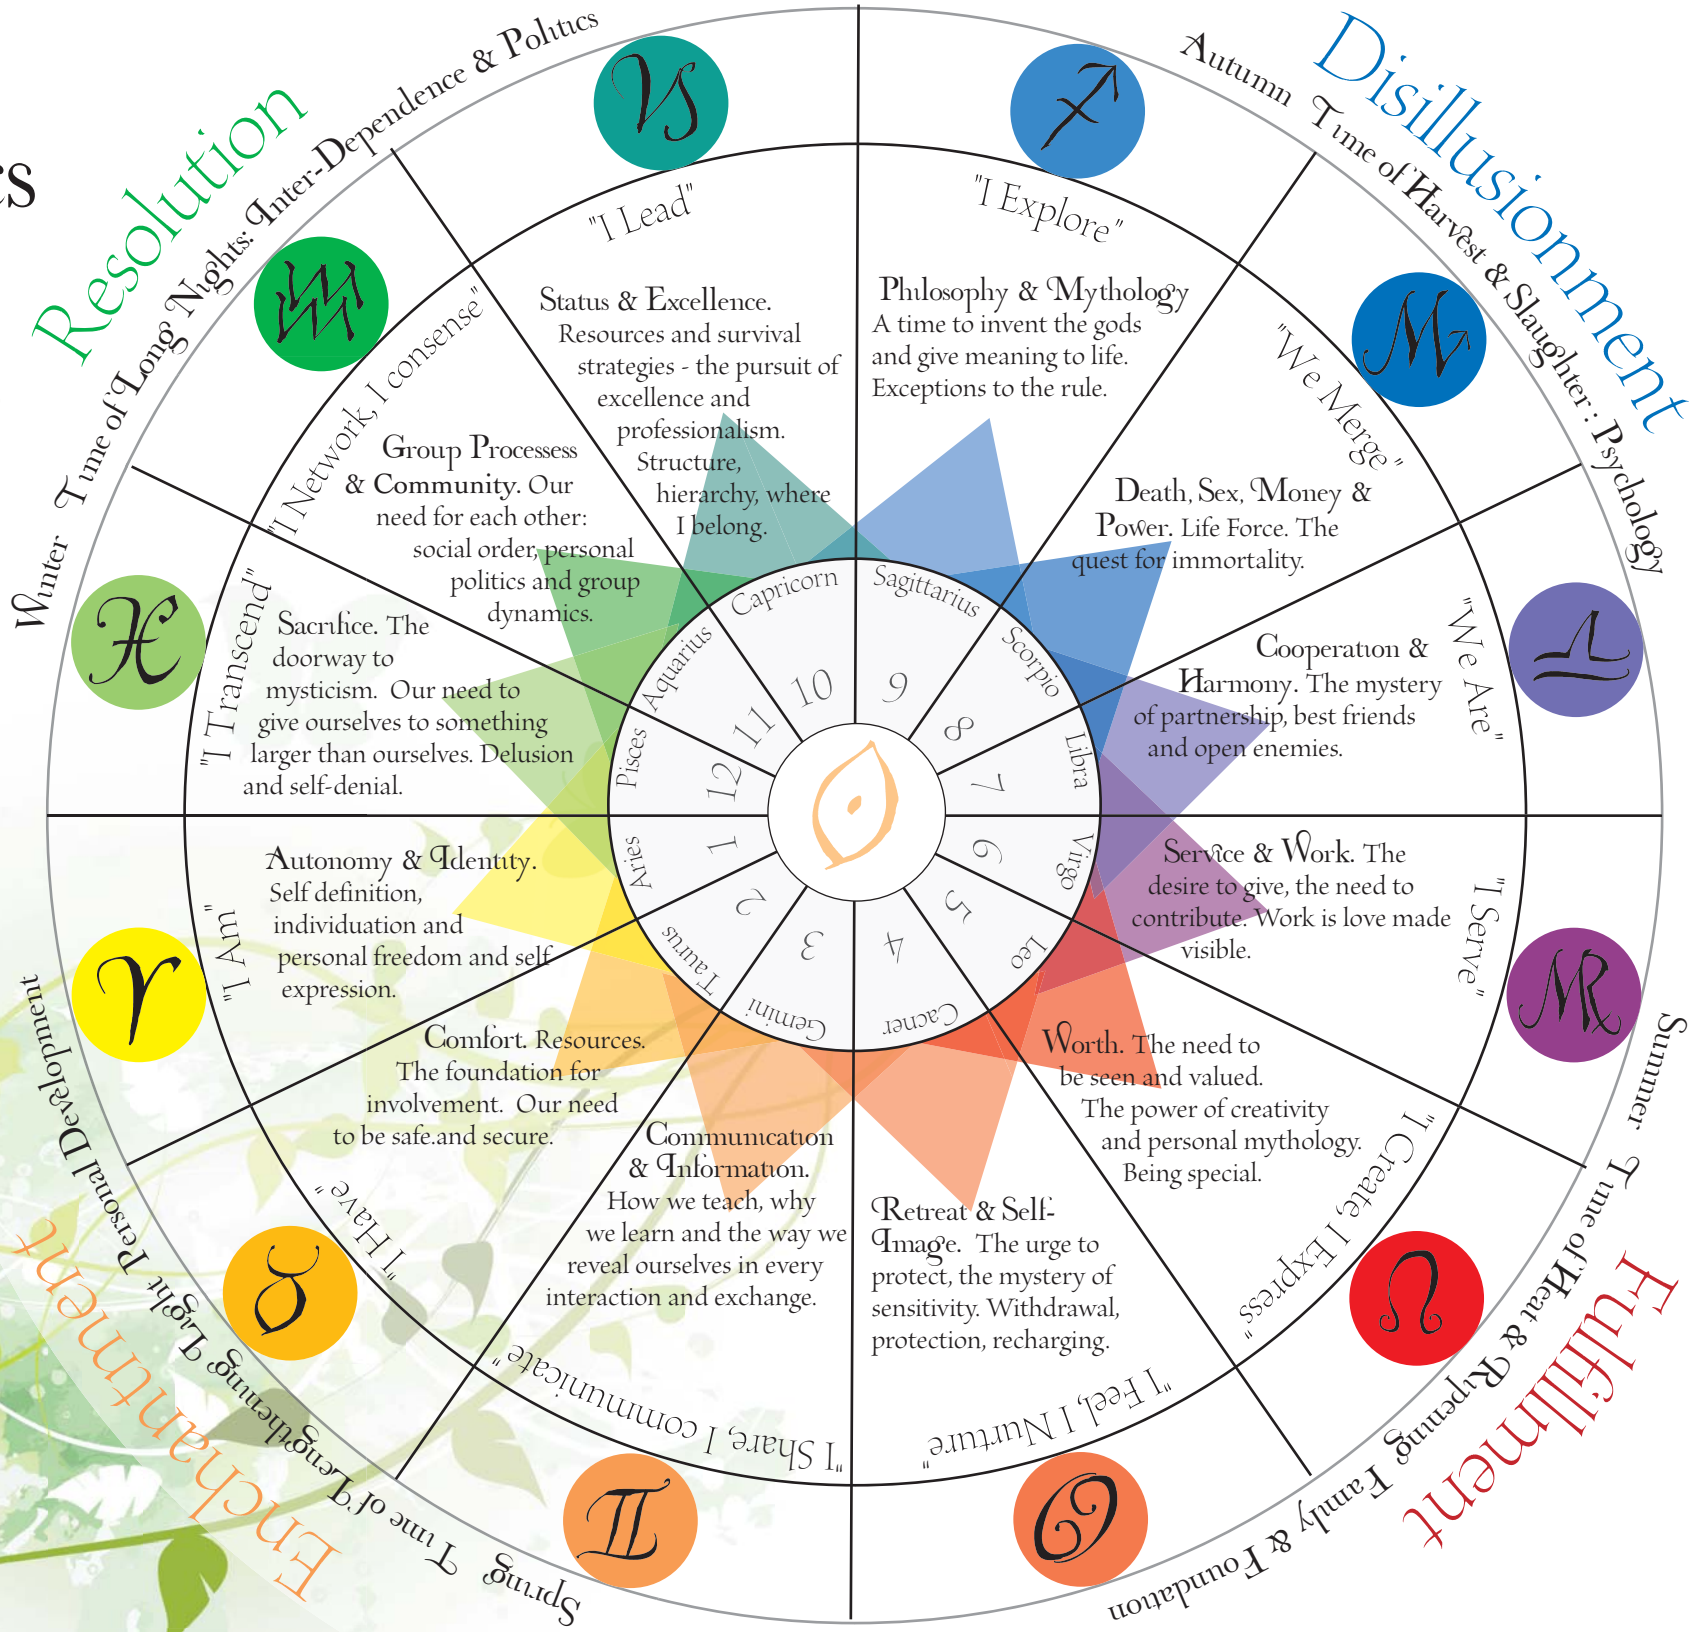 Resolution
Winter Time of Long Nights: Inter-Dependence & Politics
Disillusionment
Autumn Time of Harvest & Slaughter : Psychology
Fulfillment
Summer Time of Heat & Ripening Family & Foundation
Enchantment
Spring Time of Lengthening Light Personal Development
"I Lead"
Status & Excellence.
Resources and survival
strategies - the pursuit of
excellence and
professionalism.
Structure,
hierarchy, where
I belong.
"I Explore"
Philosophy & Mythology
A time to invent the gods
and give meaning to life.
Exceptions to the rule.
"We Merge"
Death, Sex, Money &
Power. Life Force. The
quest for immortality.
"We Are"
Cooperation &
Harmony. The mystery
of partnership, best friends
and open enemies.
"I Serve"
Service & Work. The
desire to give, the need to
contribute. Work is love made
visible.
"I Create, I Express"
Worth. The need to
be seen and valued.
The power of creativity
and personal mythology.
Being special.
"I Feel, I Nurture"
Retreat & Self-
Image. The urge to
protect, the mystery of
sensitivity. Withdrawal,
protection, recharging.
"I Share, I communicate"
Communication
& Information.
How we teach, why
we learn and the way we
reveal ourselves in every
interaction and exchange.
"I Have"
Comfort. Resources.
The foundation for
involvement. Our need
to be safe.and secure.
"I Am"
Autonomy & Identity.
Self definition,
individuation and
personal freedom and self-
expression.
"I Transcend"
Sacrifice. The
doorway to
mysticism. Our need to
give ourselves to something
larger than ourselves. Delusion
and self-denial.
"I Network, I consense"
Group Processess
& Community. Our
need for each other:
social order, personal
politics and group
dynamics.
Capricorn
10
Sagittarius
9
Scorpio
8
Libra
7
Virgo
6
Leo
5
Cacner
4
Gemini
3
Taurus
2
Aries
1
Pisces
12
Aquarius
11